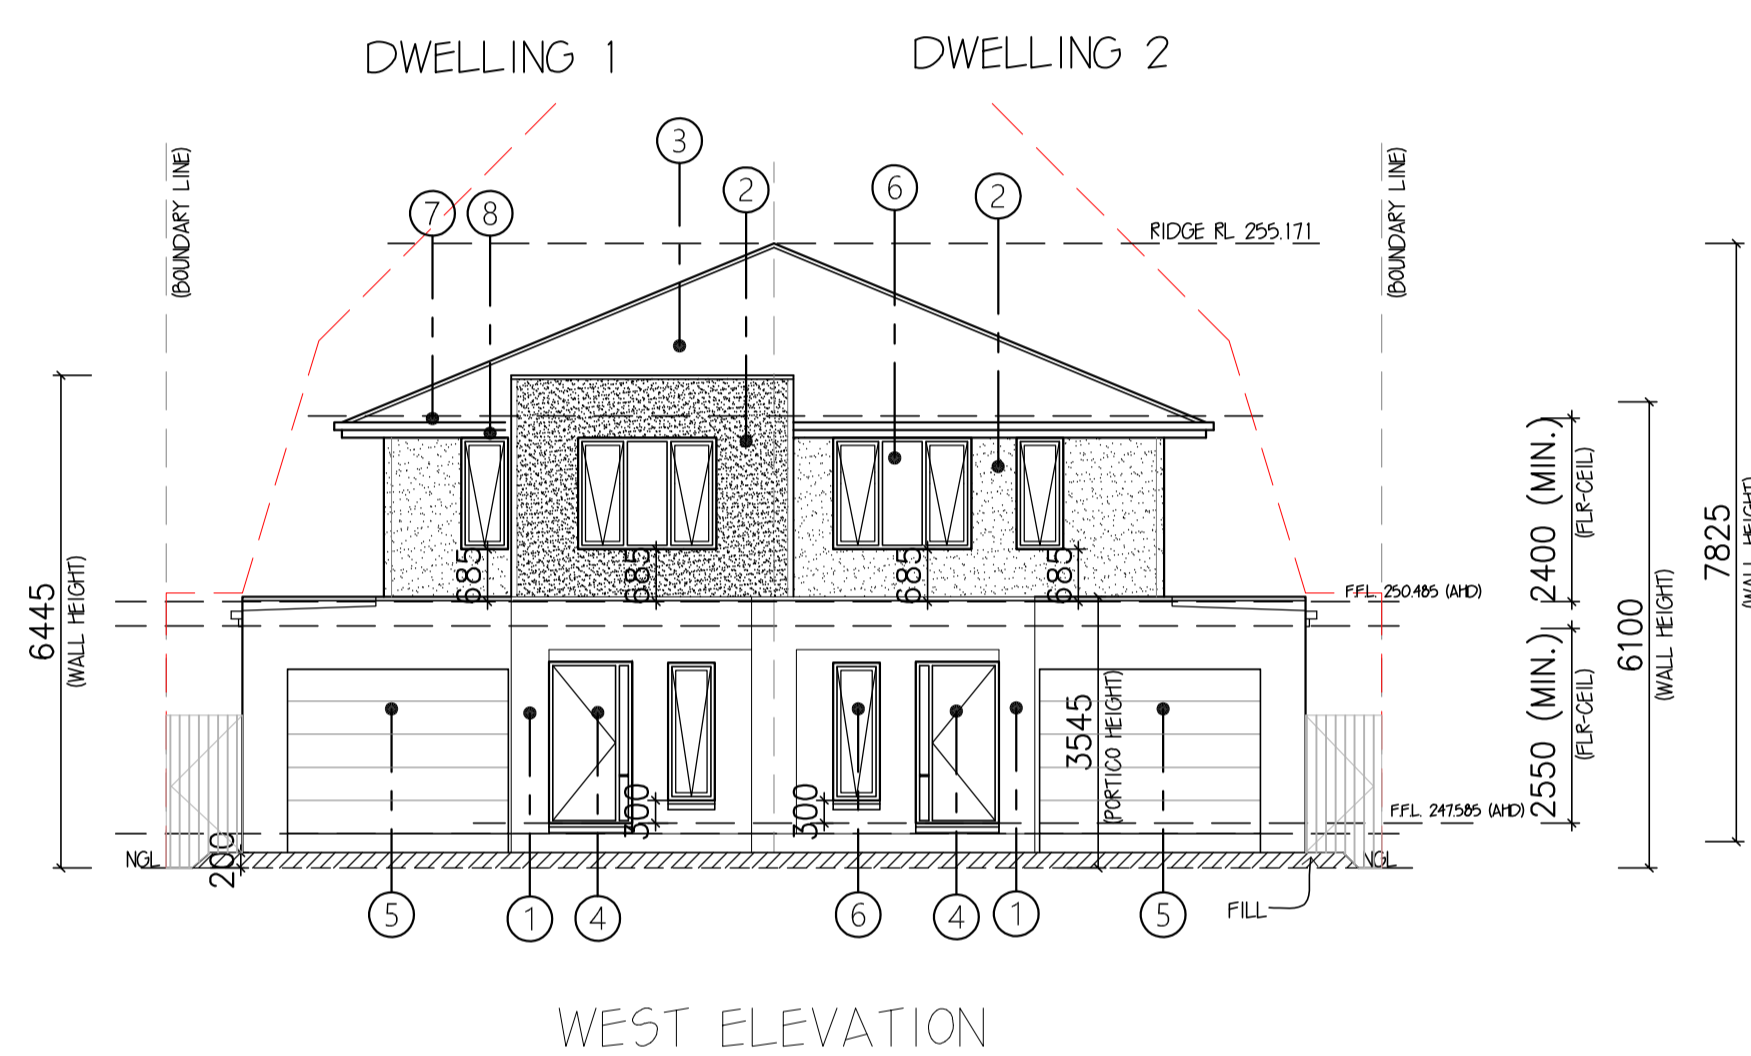 DWELLING 1
DWELLING 2
3
2
6
2
7
8
(BOUNDARY LINE)
(BOUNDARY LINE)
RIDGE RL 255.171
6445
(WALL HEIGHT)
685
685
685
685
2400 (MIN.)
(FLR-CEIL)
7825
(WALL HEIGHT)
F.F.L. 250.485 (AHD)
6100
(WALL HEIGHT)
2550 (MIN.)
(FLR-CEIL)
3545
(PORTICO HEIGHT)
300
300
F.F.L. 247.585 (AHD)
NGL
200
NGL
5
1
4
6
4
1
5
FILL
WEST ELEVATION